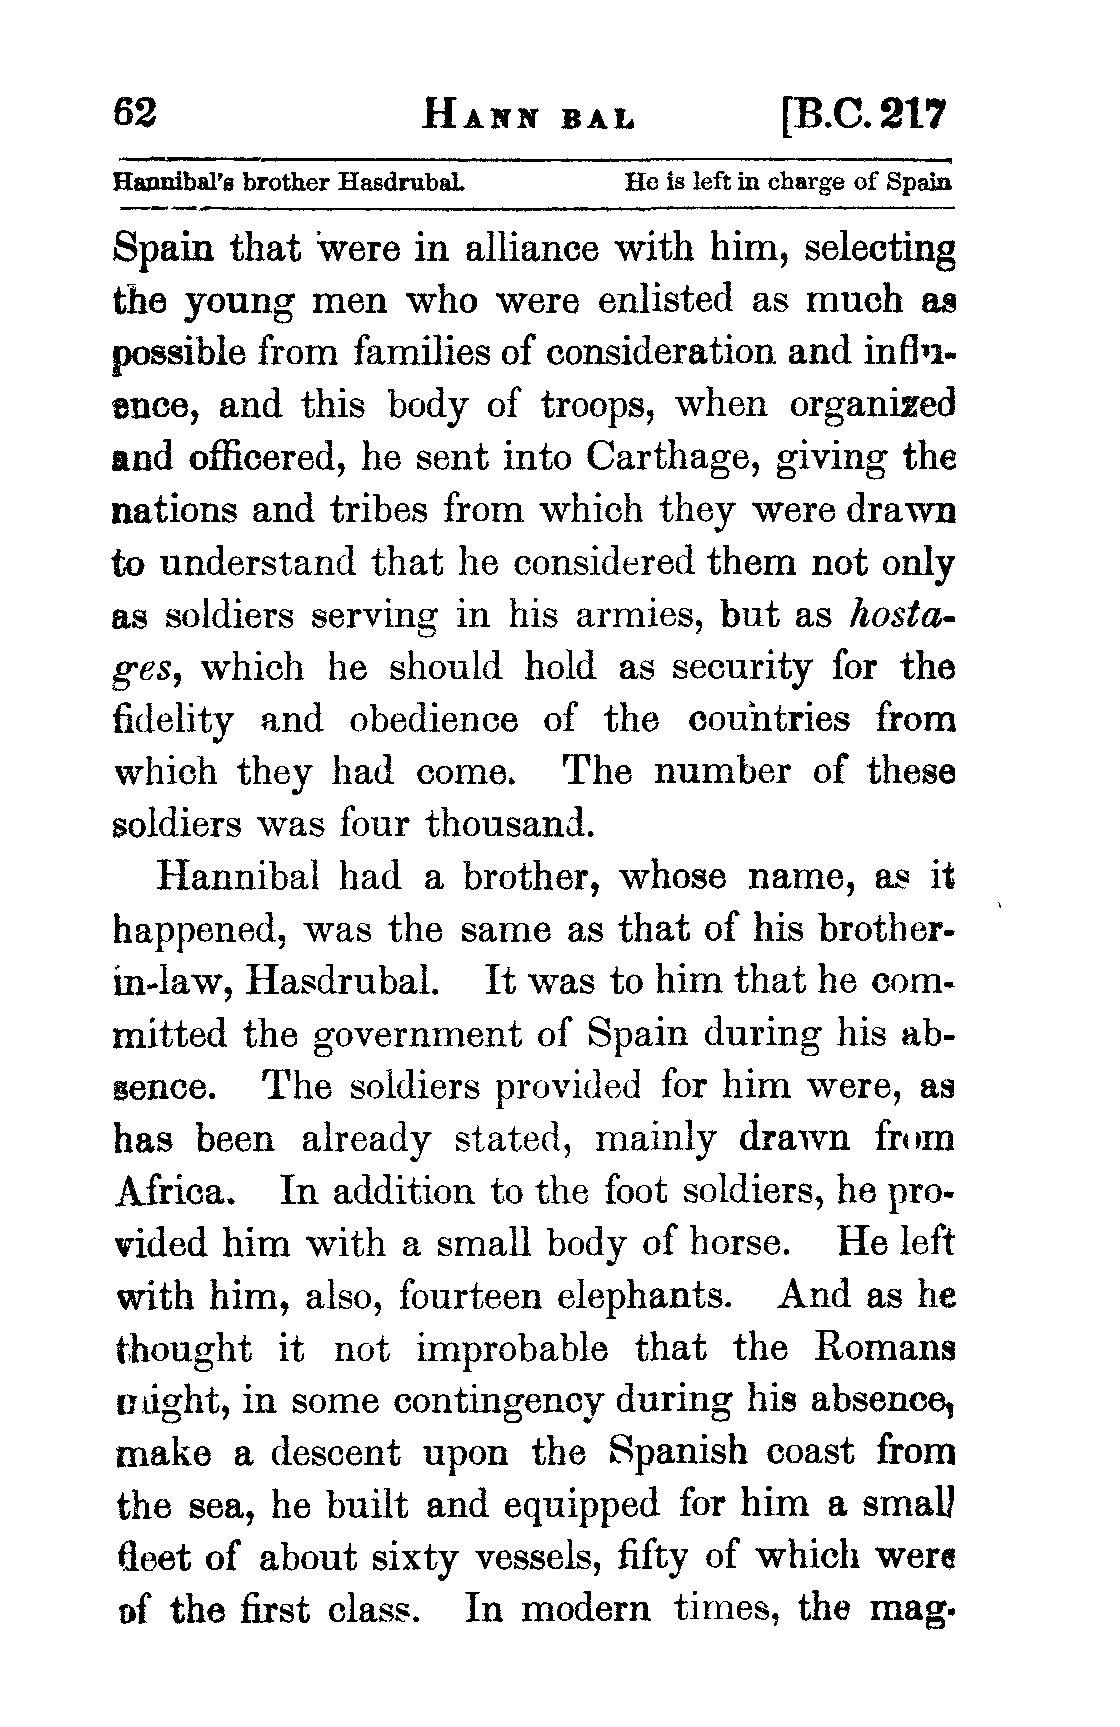 62 HANN BAL [B.C. 217
Hannibal's brother Hasdrubal. He is left in charge of Spain
Spain that were in alliance with him, selecting
the young men who were enlisted as much as
possible from families of consideration and influ-
ence, and this body of troops, when organized
and officered, he sent into Carthage, giving the
nations and tribes from which they were drawn
to understand that he considered them not only
as soldiers serving in his armies, but as hosta-
ges, which he should hold as security for the
fidelity and obedience of the countries from
which they had come. The number of these
soldiers was four thousand.
Hannibal had a brother, whose name, as it
happened, was the same as that of his brother-
in-law, Hasdrubal. It was to him that he com-
mitted the government of Spain during his ab-
sence. The soldiers provided for him were, as
has been already stated, mainly drawn from
Africa. In addition to the foot soldiers, he pro-
vided him with a small body of horse. He left
with him, also, fourteen elephants. And as he
thought it not improbable that the Romans
might, in some contingency during his absence,
make a descent upon the Spanish coast from
the sea, he built and equipped for him a small
fleet of about sixty vessels, fifty of which were
of the first class. In modern times, the mag-